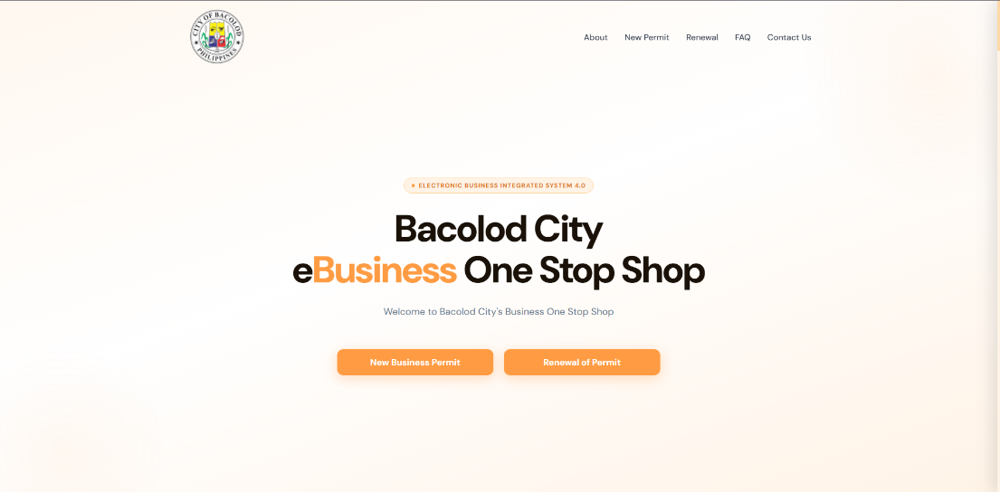 CITY OF BACOLOD
PHILIPPINES
About New Permit Renewal FAQ Contact Us
ELECTRONIC BUSINESS INTEGRATED SYSTEM 4.0
Bacolod City
eBusiness One Stop Shop
Welcome to Bacolod City's Business One Stop Shop
New Business Permit Renewal of Permit